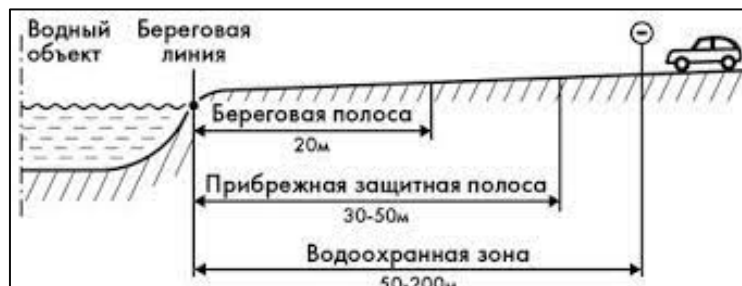 Водный
объект
Береговая
линия
Береговая полоса
20м
Прибрежная защитная полоса
30-50м
Водоохранная зона
50-200м